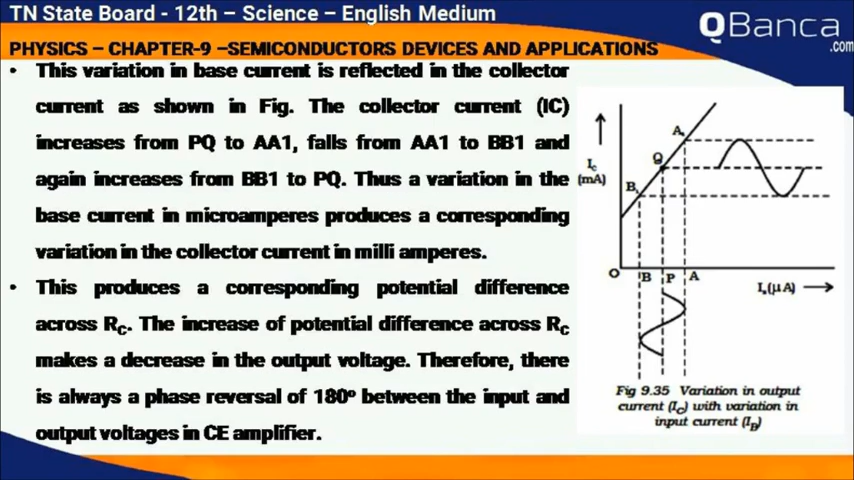 TN State Board - 12th – Science – English Medium
QBanca
.com
PHYSICS – CHAPTER-9 –SEMICONDUCTORS DEVICES AND APPLICATIONS
• This variation in base current is reflected in the collector
current as shown in Fig. The collector current (IC)
increases from PQ to AA1, falls from AA1 to BB1 and
again increases from BB1 to PQ. Thus a variation in the
base current in microamperes produces a corresponding
variation in the collector current in milli amperes.
• This produces a corresponding potential difference
across RC. The increase of potential difference across RC
makes a decrease in the output voltage. Therefore, there
is always a phase reversal of 180º between the input and
output voltages in CE amplifier.
A1
Q
B1
IC
(mA)
O
B
P
A
(μA)
Fig 9.35 Variation in output
current (IC) with variation in
input current (IB)